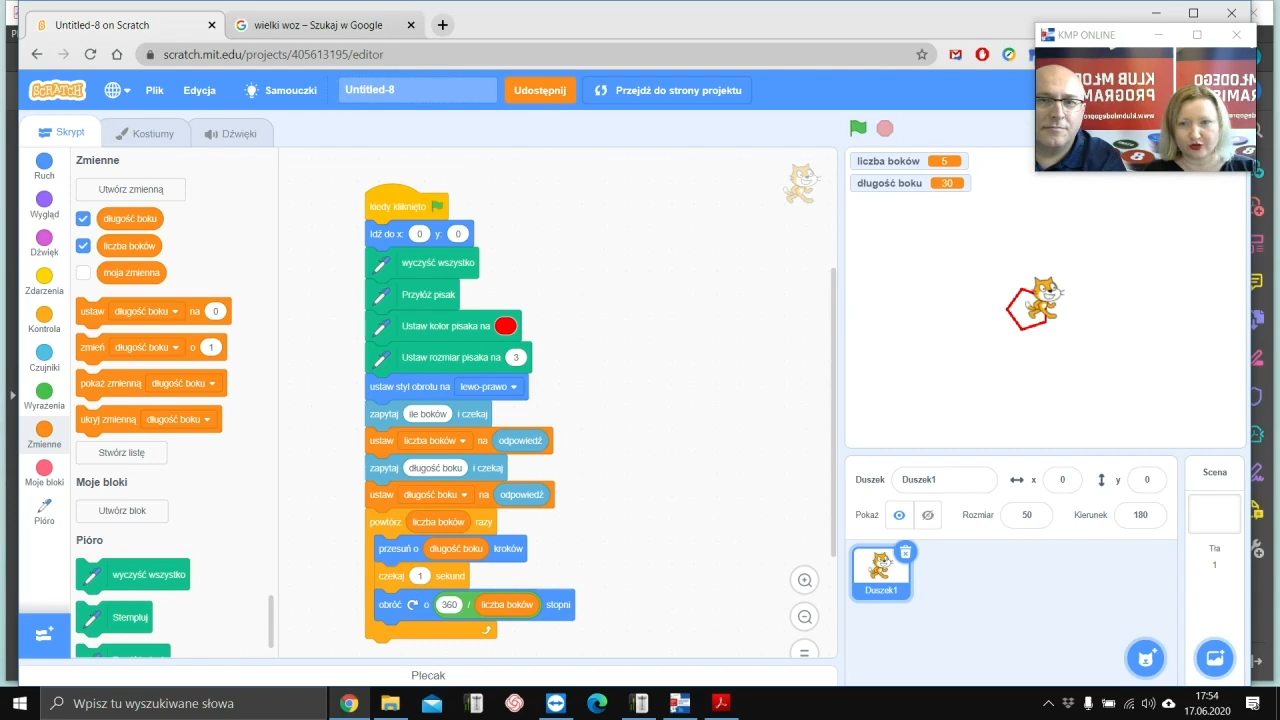 Untitled-8 on Scratch
wielki woz – Szukaj w Google
scratch.mit.edu/projects/405613195/editor
KMP ONLINE
KLUB MŁOD
PROGRAM
www.klubmlodegopro
SCRATCH
Plik
Edycja
Samouczki
Untitled-8
Udostępnij
Przejdź do strony projektu
Skrypt
Kostiumy
Dźwięki
Ruch
Wygląd
Dźwięk
Zdarzenia
Kontrola
Czujniki
Wyrażenia
Zmienne
Moje bloki
Pióro
Zmienne
Utwórz zmienną
długość boku
liczba boków
moja zmienna
ustaw długość boku na 0
zmień długość boku o 1
pokaż zmienną długość boku
ukryj zmienną długość boku
Stwórz listę
Moje bloki
Utwórz blok
Pióro
wyczyść wszystko
Stempluj
kiedy kliknięto
Idź do x: 0 y: 0
wyczyść wszystko
Przyłóż pisak
Ustaw kolor pisaka na
Ustaw rozmiar pisaka na 3
ustaw styl obrotu na lewo-prawo
zapytaj ile boków i czekaj
ustaw liczba boków na odpowiedź
zapytaj długość boku i czekaj
ustaw długość boku na odpowiedź
powtórz liczba boków razy
przesuń o długość boku kroków
czekaj 1 sekund
obróć o 360 / liczba boków stopni
liczba boków 5
długość boku 30
Duszek Duszek1 x 0 y 0
Pokaż Rozmiar 50 Kierunek 180
Duszek1
Scena
Tła
1
Plecak
Wpisz tu wyszukiwane słowa
17:54
17.06.2020